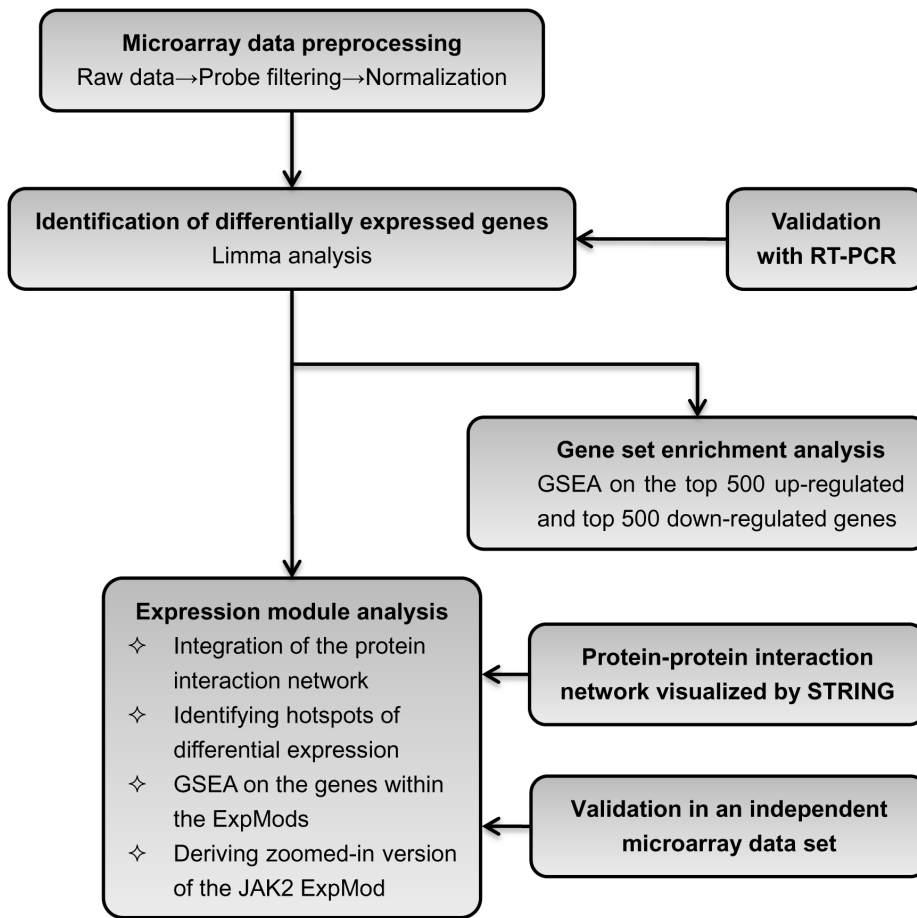 Microarray data preprocessing
Raw data→Probe filtering→Normalization
Identification of differentially expressed genes
Limma analysis
Validation
with RT-PCR
Gene set enrichment analysis
GSEA on the top 500 up-regulated
and top 500 down-regulated genes
Expression module analysis
✧ Integration of the protein
interaction network
✧ Identifying hotspots of
differential expression
✧ GSEA on the genes within
the ExpMods
✧ Deriving zoomed-in version
of the JAK2 ExpMod
Protein-protein interaction
network visualized by STRING
Validation in an independent
microarray data set